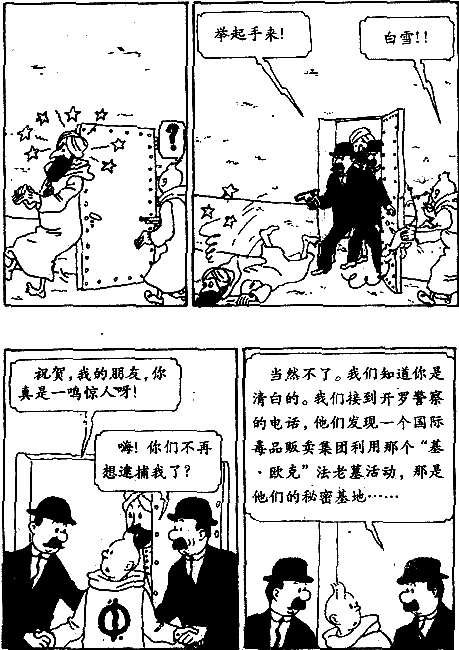 ?
举起手来!
白雪!!
祝贺,我的朋友,你
真是一鸣惊人呀!
嗨!你们不再
想逮捕我了?
当然不了。我们知道你是
清白的。我们接到开罗警察
的电话,他们发现一个国际
毒品贩卖集团利用那个“基
·欧克”法老墓活动,那是
他们的秘密基地……